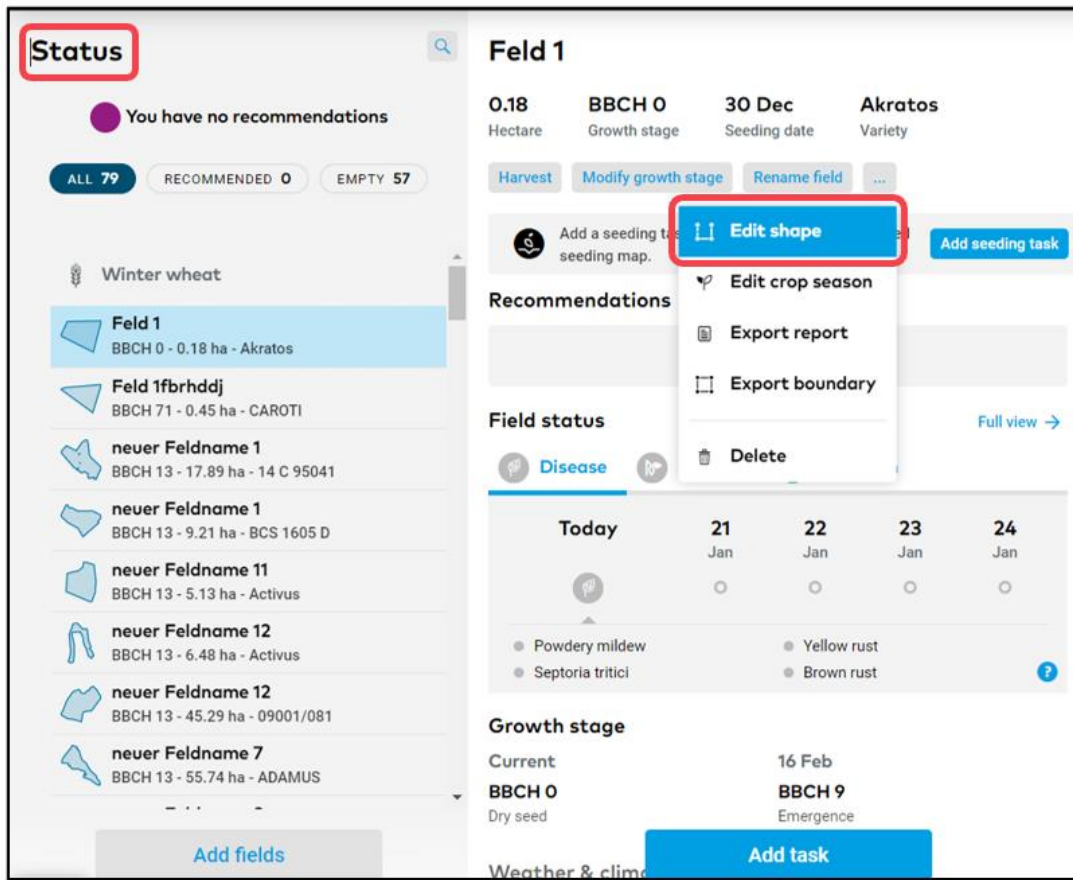 Status
You have no recommendations
ALL 79 RECOMMENDED 0 EMPTY 57
Winter wheat
Feld 1
BBCH 0 - 0.18 ha - Akratos
Feld 1fbrhddj
BBCH 71 - 0.45 ha - CAROTI
neuer Feldname 1
BBCH 13 - 17.89 ha - 14 C 95041
neuer Feldname 1
BBCH 13 - 9.21 ha - BCS 1605 D
neuer Feldname 11
BBCH 13 - 5.13 ha - Activus
neuer Feldname 12
BBCH 13 - 6.48 ha - Activus
neuer Feldname 12
BBCH 13 - 45.29 ha - 09001/081
neuer Feldname 7
BBCH 13 - 55.74 ha - ADAMUS
Add fields
Feld 1
0.18 BBCH 0 30 Dec Akratos
Hectare Growth stage Seeding date Variety
Harvest Modify growth stage Rename field ...
Add a seeding
seeding map.
Add seeding task
Edit shape
Edit crop season
Export report
Export boundary
Delete
Recommendations
Field status Full view →
Disease
Today 21 22 23 24
Jan Jan Jan Jan
Powdery mildew Yellow rust
Septoria tritici Brown rust
?
Growth stage
Current 16 Feb
BBCH 0 BBCH 9
Dry seed Emergence
Weather &
Add task